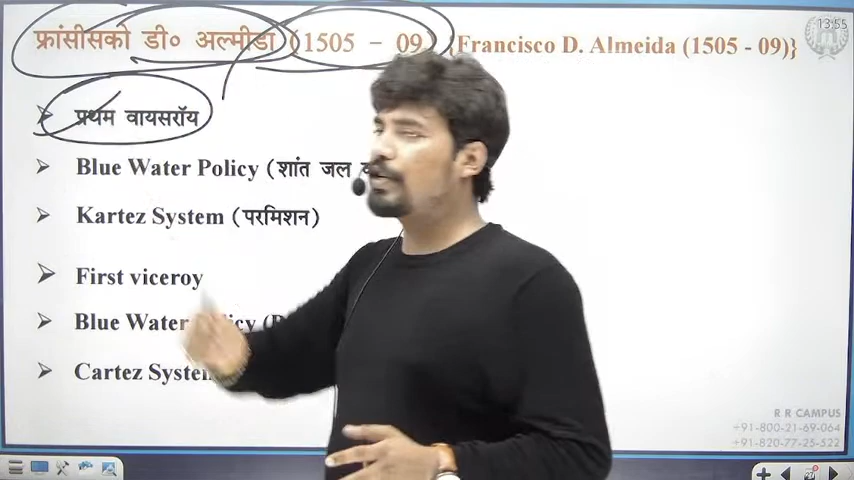 13:55
फ्रांसीसको डी० अल्मीडा (1505 – 09) {Francisco D. Almeida (1505 - 09)}
➢ प्रथम वायसरॉय
➢ Blue Water Policy (शांत जल
➢ Kartez System (परमिशन)
➢ First viceroy
➢ Blue Water
➢ Cartez System
R R CAMPUS
+91-800-21-69-064
+91-820-77-25-522